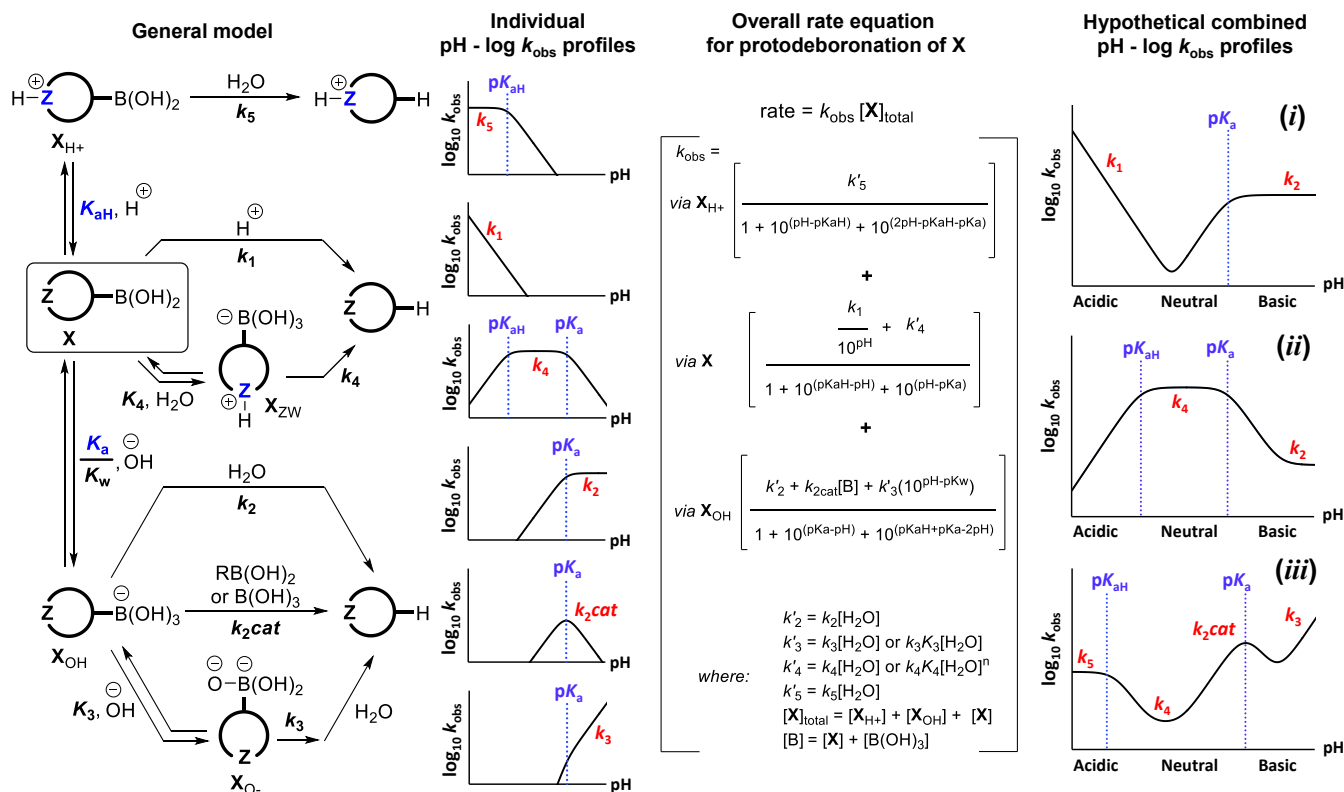 General model
Individual
pH - log kobs profiles
Overall rate equation
for protodeboronation of X
Hypothetical combined
pH - log kobs profiles
H–Z⊕ B(OH)2
H2O
k5
H–Z⊕ H
XH+
KaH, H⊕
H⊕
k1
Z B(OH)2
X
Z H
⊖ B(OH)3
Z⊕
H
XZW
K4, H2O
k4
Ka
Kw, ⊖OH
H2O
k2
Z ⊖B(OH)3
XOH
RB(OH)2
or B(OH)3
k2cat
Z H
K3, ⊖OH
⊖O–⊖B(OH)2
Z
XO-
k3
H2O
log10 kobs
pKaH
k5
pH
log10 kobs
k1
pH
log10 kobs
pKaH
pKa
k4
pH
log10 kobs
pKa
k2
pH
log10 kobs
pKa
k2cat
pH
log10 kobs
pKa
k3
pH
rate = kobs [X]total
kobs =
via XH+
k'5
1 + 10(pH-pKaH) + 10(2pH-pKaH-pKa)
+
via X
k1
10pH
+ k'4
1 + 10(pKaH-pH) + 10(pH-pKa)
+
via XOH
k'2 + k2cat[B] + k'3(10pH-pKw)
1 + 10(pKa-pH) + 10(pKaH+pKa-2pH)
where:
k'2 = k2[H2O]
k'3 = k3[H2O] or k3K3[H2O]
k'4 = k4[H2O] or k4K4[H2O]n
k'5 = k5[H2O]
[X]total = [XH+] + [XOH] + [X]
[B] = [X] + [B(OH)3]
(i)
log10 kobs
k1
pKa
k2
pH
Acidic Neutral Basic
(ii)
log10 kobs
pKaH
pKa
k4
k2
pH
Acidic Neutral Basic
(iii)
log10 kobs
pKaH
pKa
k5
k4
k2cat
k3
pH
Acidic Neutral Basic